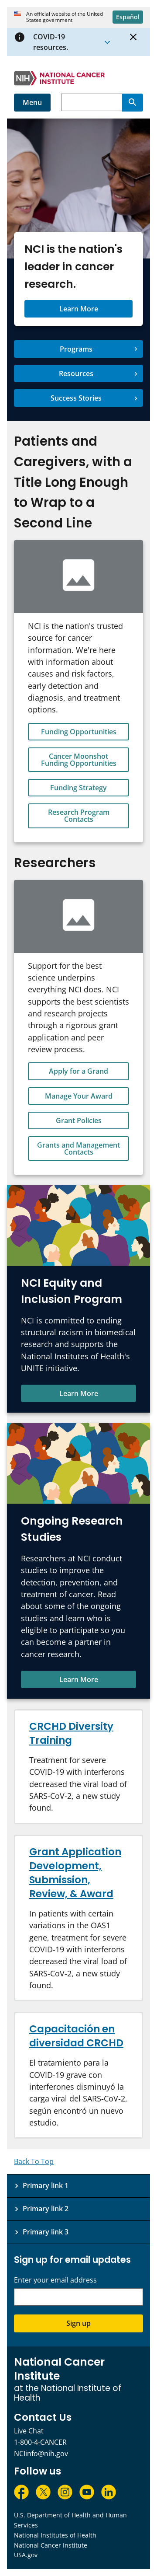 An official website of the United
States government
Español
COVID-19
resources.
NIH
NATIONAL CANCER
INSTITUTE
Menu
NCI is the nation's
leader in cancer
research.
Learn More
Programs
Resources
Success Stories
Patients and
Caregivers, with a
Title Long Enough
to Wrap to a
Second Line
NCI is the nation's trusted
source for cancer
information. We're here
with information about
causes and risk factors,
early detection and
diagnosis, and treatment
options.
Funding Opportunities
Cancer Moonshot
Funding Opportunities
Funding Strategy
Research Program
Contacts
Researchers
Support for the best
science underpins
everything NCI does. NCI
supports the best scientists
and research projects
through a rigorous grant
application and peer
review process.
Apply for a Grand
Manage Your Award
Grant Policies
Grants and Management
Contacts
NCI Equity and
Inclusion Program
NCI is committed to ending
structural racism in biomedical
research and supports the
National Institutes of Health's
UNITE initiative.
Learn More
Ongoing Research
Studies
Researchers at NCI conduct
studies to improve the
detection, prevention, and
treatment of cancer. Read
about some of the ongoing
studies and learn who is
eligible to participate so you
can become a partner in
cancer research.
Learn More
CRCHD Diversity
Training
Treatment for severe
COVID-19 with interferons
decreased the viral load of
SARS-CoV-2, a new study
found.
Grant Application
Development,
Submission,
Review, & Award
In patients with certain
variations in the OAS1
gene, treatment for severe
COVID-19 with interferons
decreased the viral load of
SARS-CoV-2, a new study
found.
Capacitación en
diversidad CRCHD
El tratamiento para la
COVID-19 grave con
interferones disminuyó la
carga viral del SARS-CoV-2,
según encontró un nuevo
estudio.
Back To Top
Primary link 1
Primary link 2
Primary link 3
Sign up for email updates
Enter your email address
Sign up
National Cancer
Institute
at the National Institute of
Health
Contact Us
Live Chat
1-800-4-CANCER
NCIinfo@nih.gov
Follow us
U.S. Department of Health and Human
Services
National Institutes of Health
National Cancer Institute
USA.gov